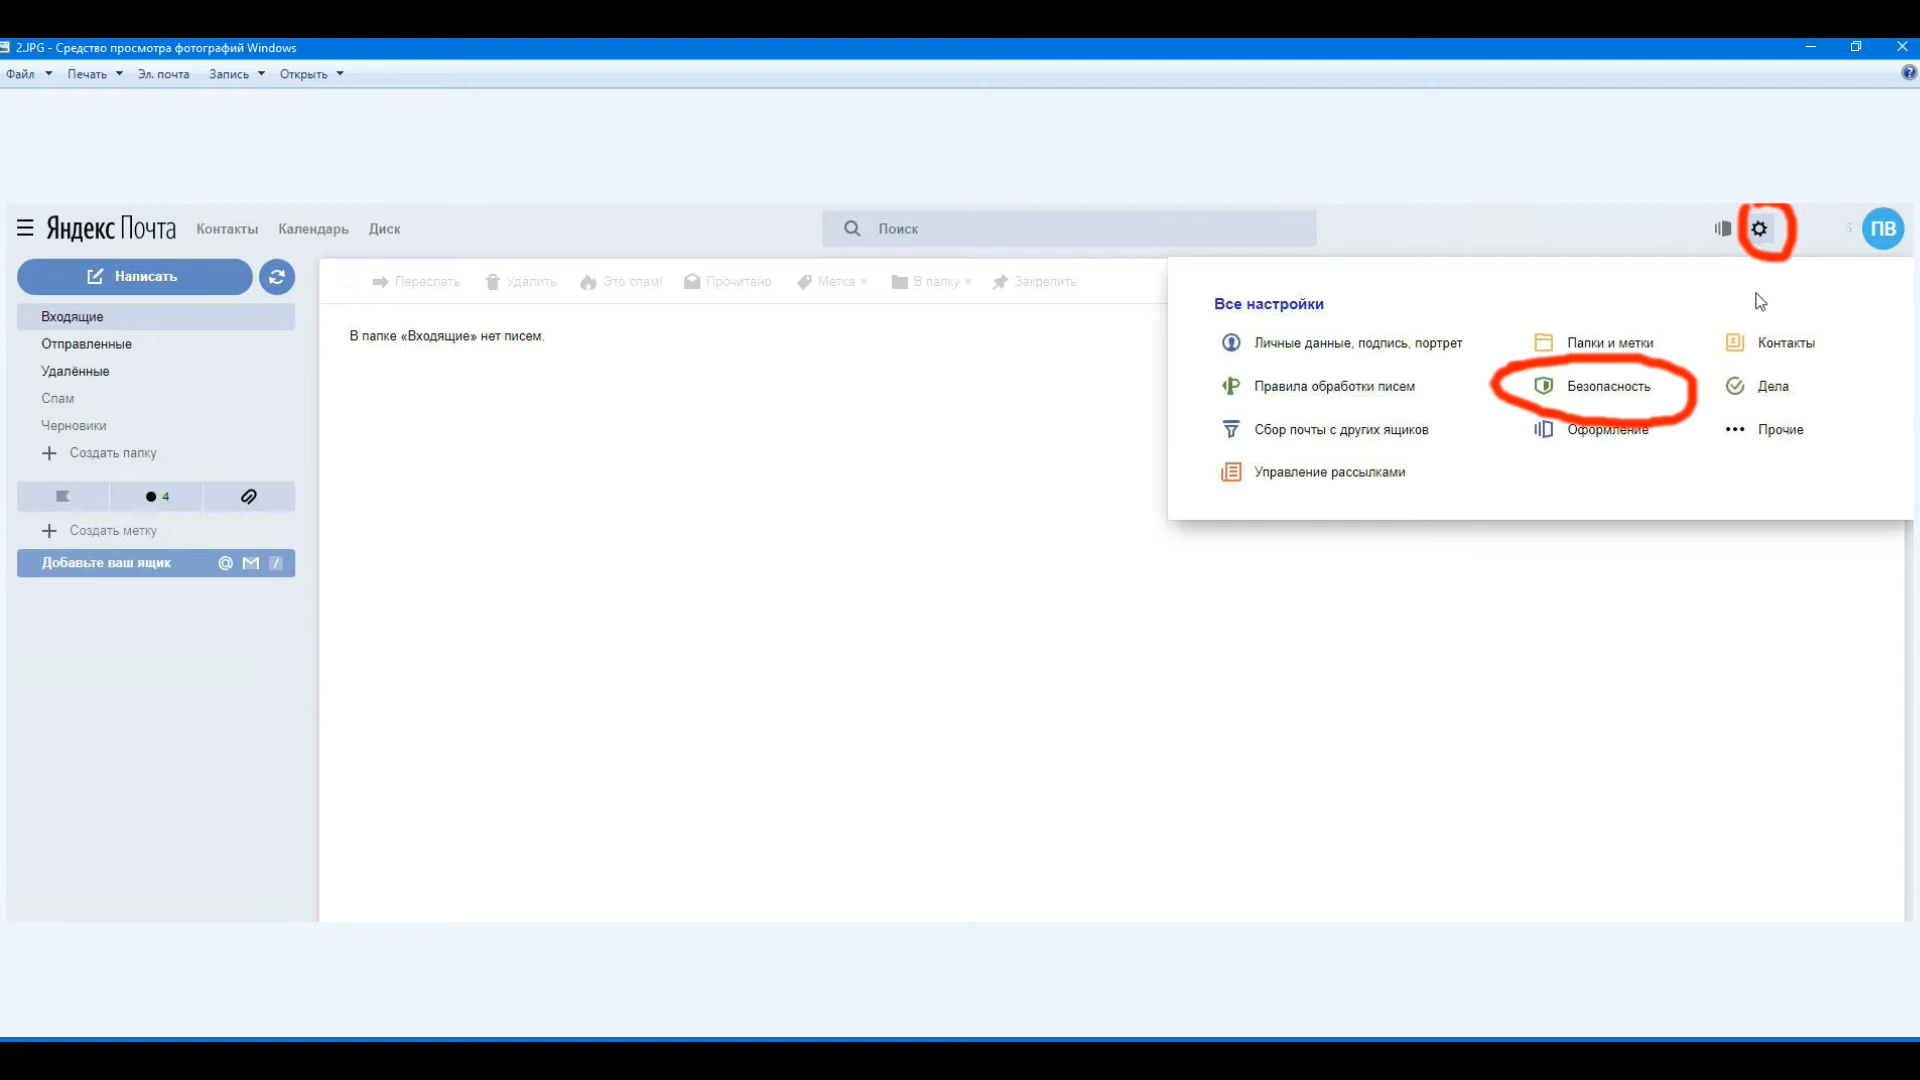 2.JPG - Средство просмотра фотографий Windows
Файл Печать Эл. почта Запись Открыть
Яндекс Почта Контакты Календарь Диск Поиск ПВ
Написать
Переслать Удалить Это спам! Прочитано Метка В папку Закрепить
Входящие
Отправленные
Удалённые
Спам
Черновики
Создать папку
4
Создать метку
Добавьте ваш ящик
В папке «Входящие» нет писем.
Все настройки
Личные данные, подпись, портрет Папки и метки Контакты
Правила обработки писем Безопасность Дела
Сбор почты с других ящиков Оформление Прочие
Управление рассылками